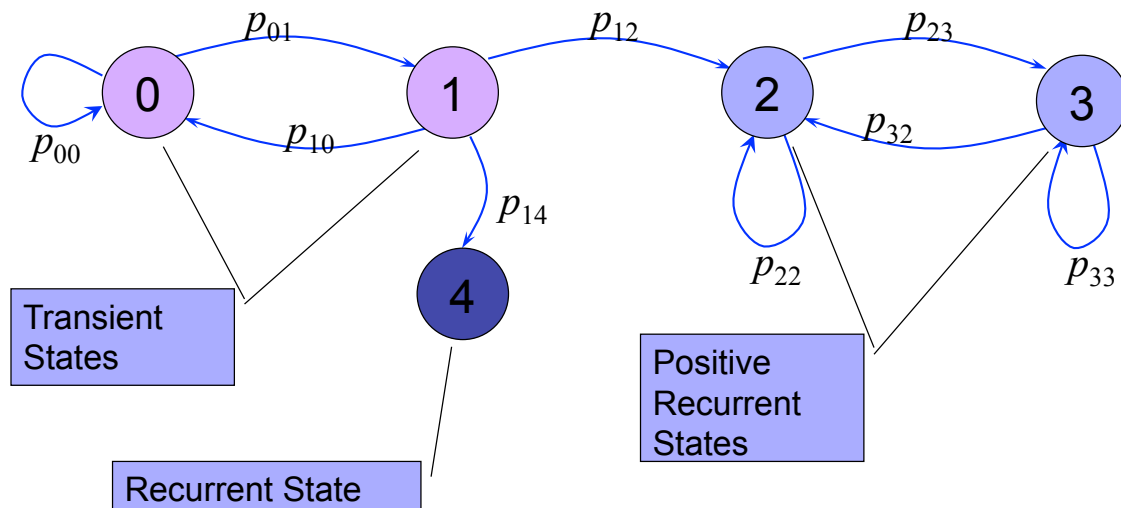 p01
p12
p23
0
1
2
3
p00
p10
p32
p14
p22
p33
4
Transient
States
Positive
Recurrent
States
Recurrent State